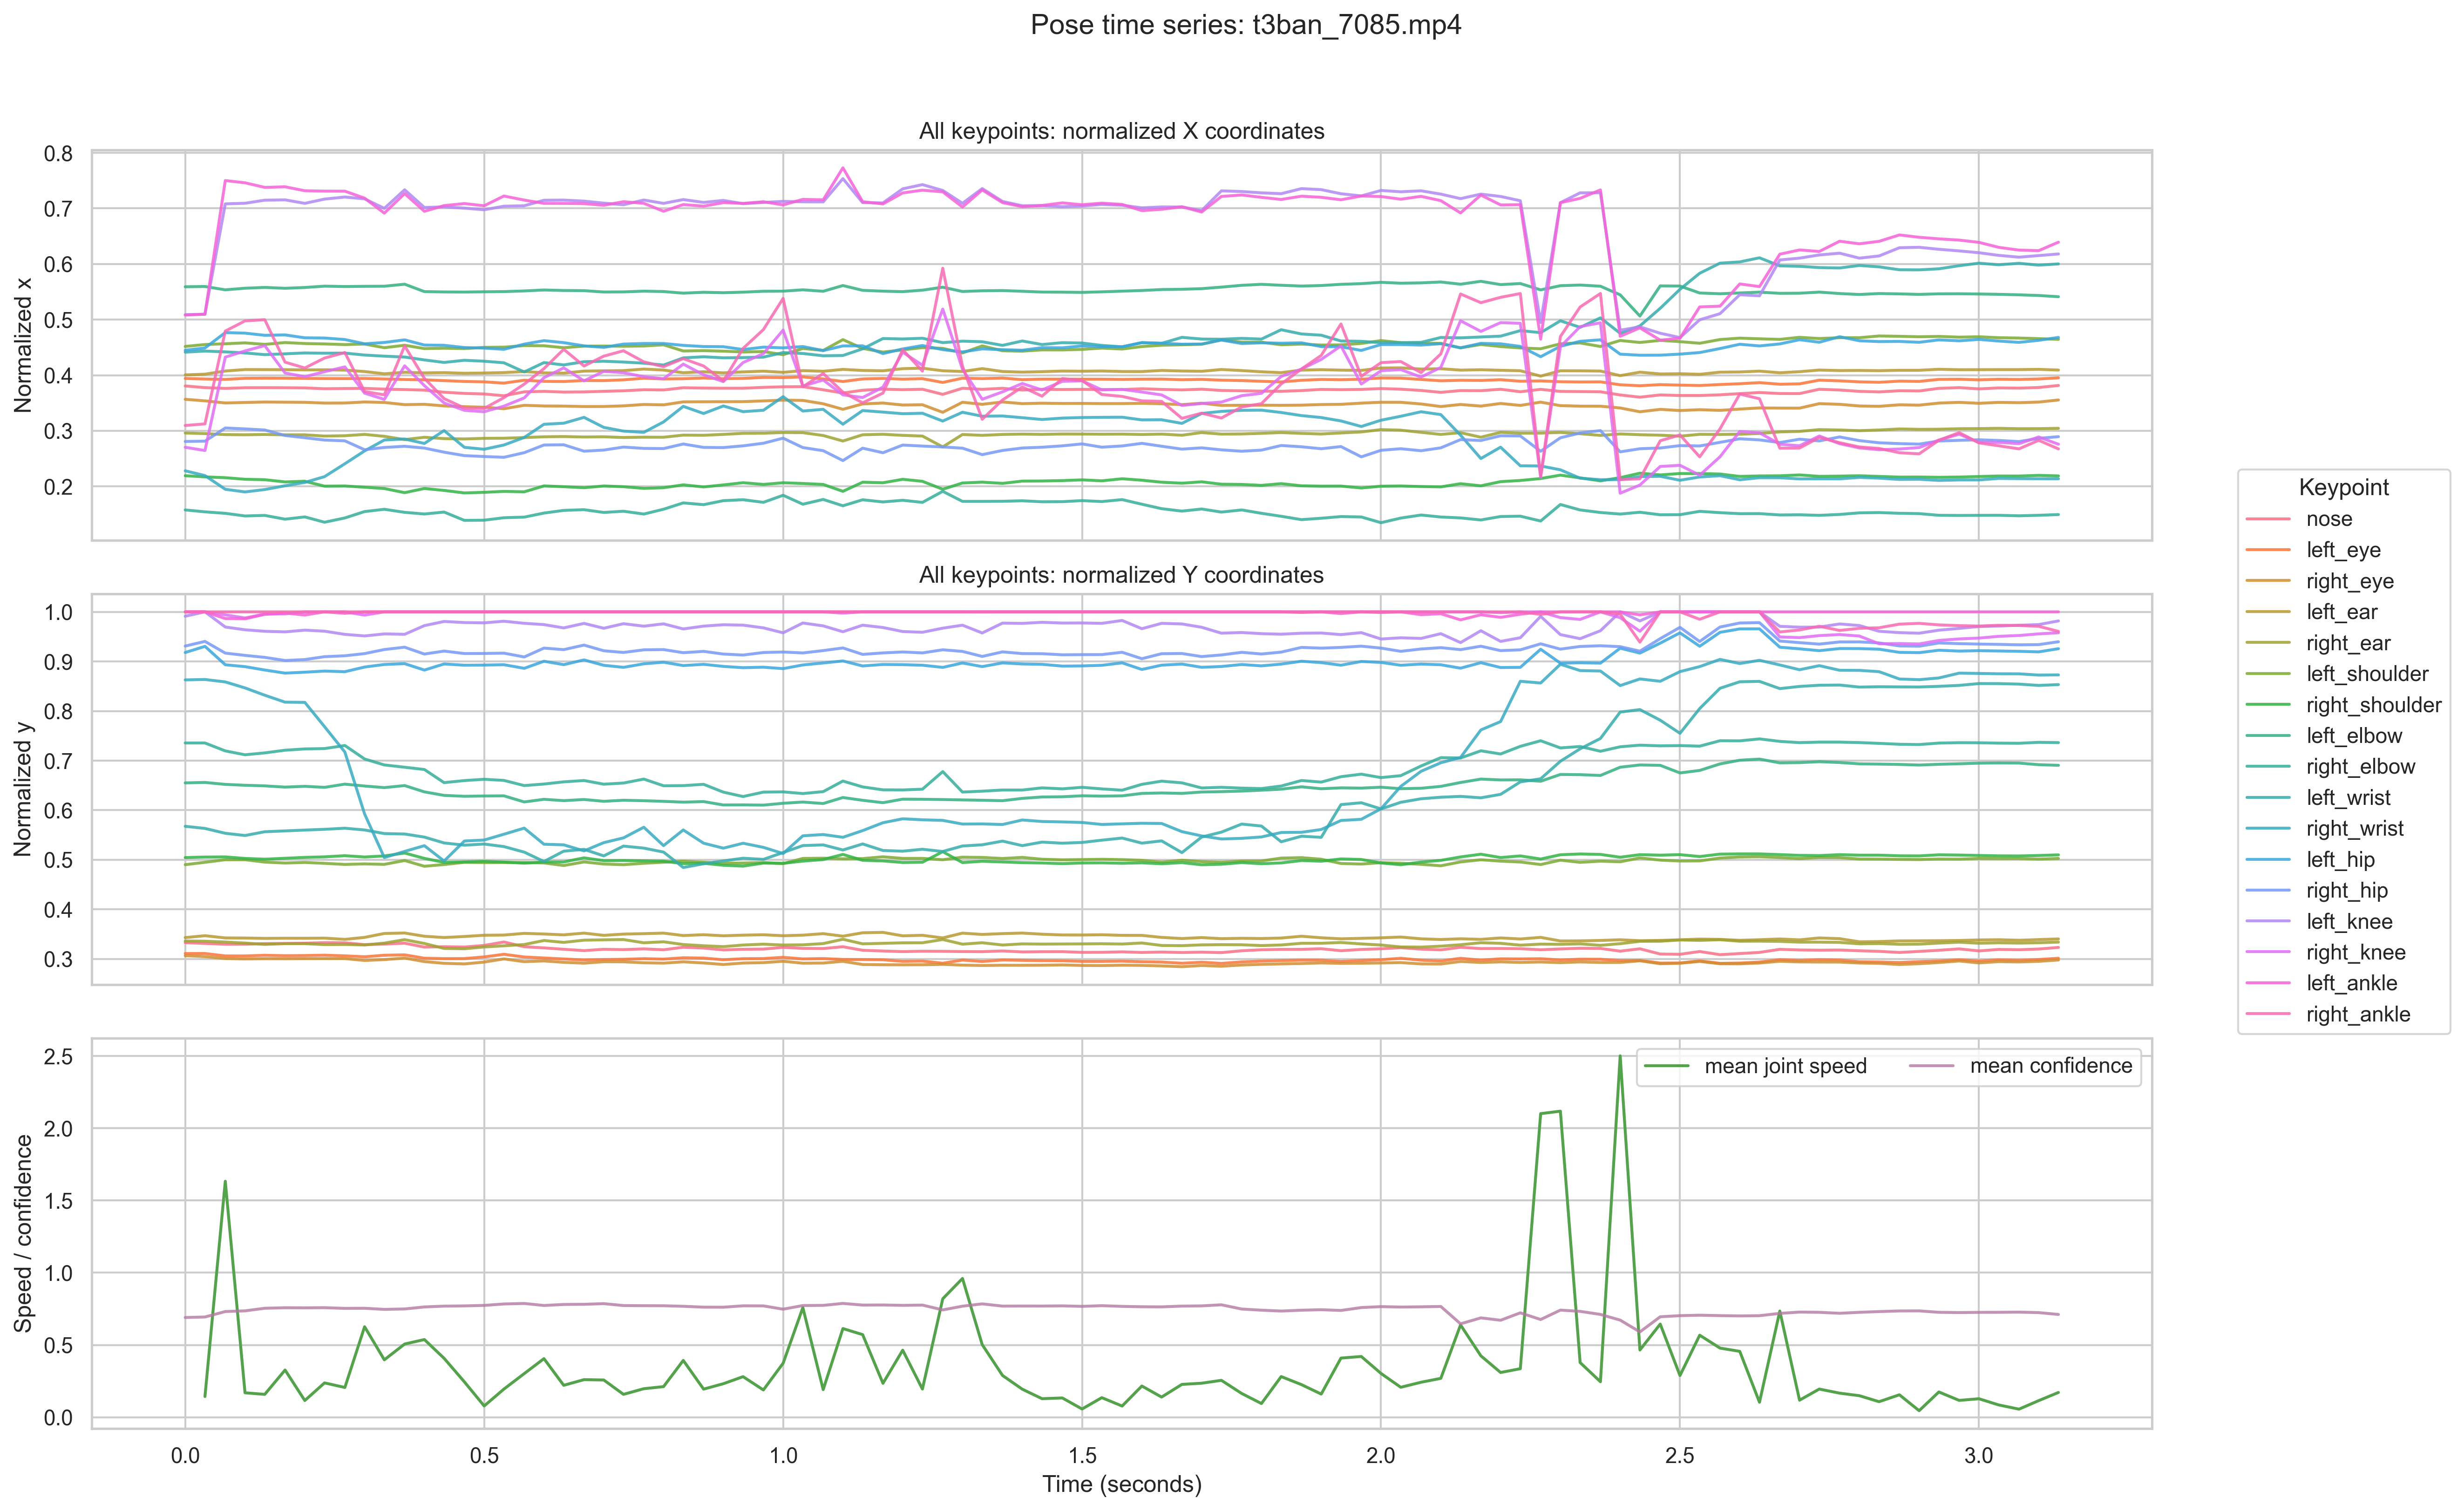 Pose time series: t3ban_7085.mp4
All keypoints: normalized X coordinates
Normalized x
0.8
0.7
0.6
0.5
0.4
0.3
0.2
All keypoints: normalized Y coordinates
Normalized y
1.0
0.9
0.8
0.7
0.6
0.5
0.4
0.3
Keypoint
nose
left_eye
right_eye
left_ear
right_ear
left_shoulder
right_shoulder
left_elbow
right_elbow
left_wrist
right_wrist
left_hip
right_hip
left_knee
right_knee
left_ankle
right_ankle
Speed / confidence
2.5
2.0
1.5
1.0
0.5
0.0
mean joint speed
mean confidence
0.0
0.5
1.0
1.5
2.0
2.5
3.0
Time (seconds)